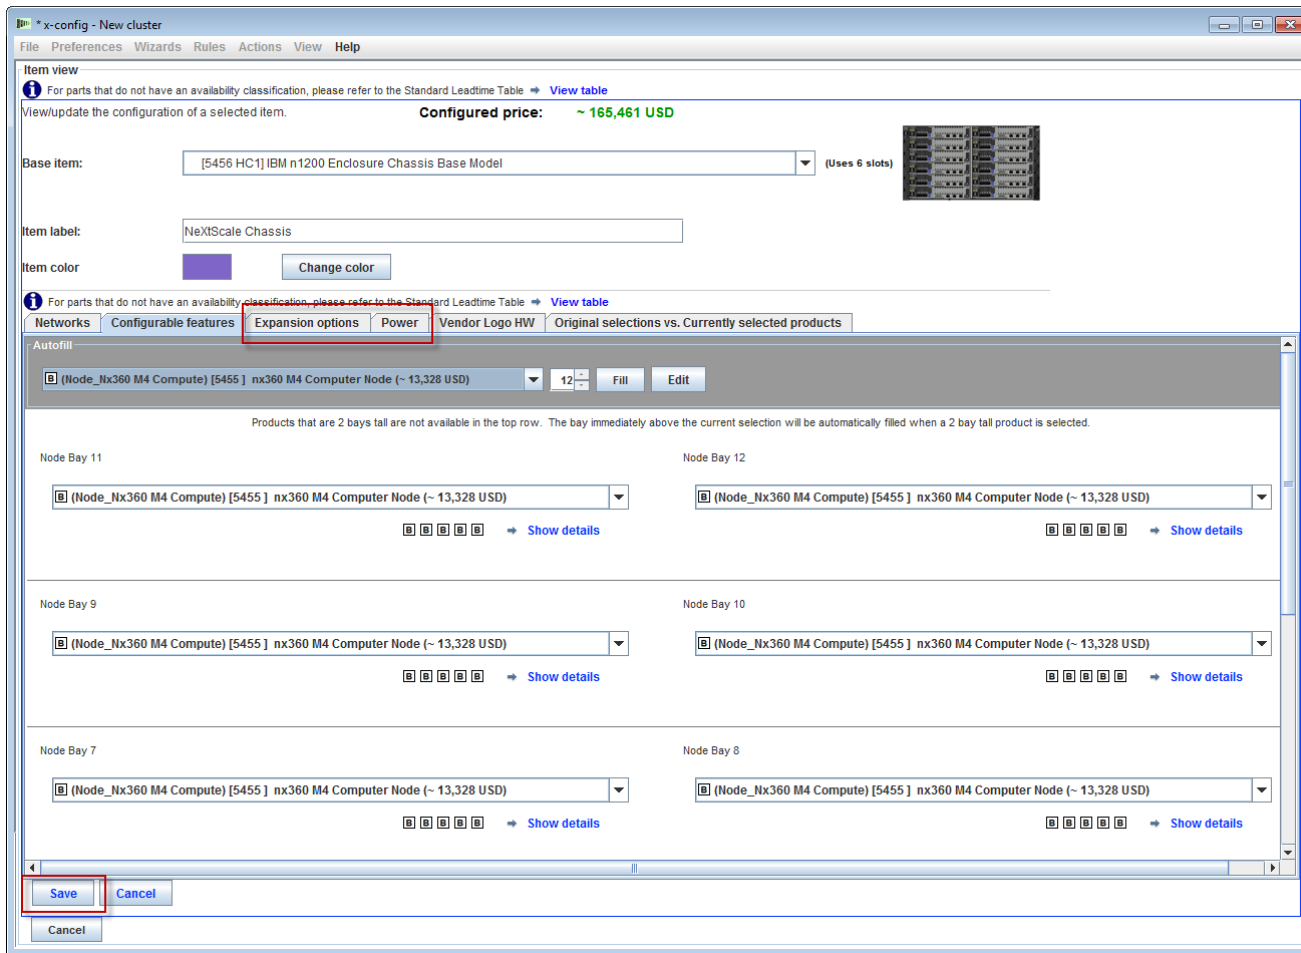 * x-config - New cluster
File Preferences Wizards Rules Actions View Help
Item view
For parts that do not have an availability classification, please refer to the Standard Leadtime Table View table
View/update the configuration of a selected item. Configured price: ~ 165,461 USD
Base item: [5456 HC1] IBM n1200 Enclosure Chassis Base Model (Uses 6 slots)
Item label: NeXtScale Chassis
Item color Change color
For parts that do not have an availability classification, please refer to the Standard Leadtime Table View table
Networks Configurable features Expansion options Power Vendor Logo HW Original selections vs. Currently selected products
Autofill
B (Node_Nx360 M4 Compute) [5455 ] nx360 M4 Computer Node (~ 13,328 USD) 12 Fill Edit
Products that are 2 bays tall are not available in the top row. The bay immediately above the current selection will be automatically filled when a 2 bay tall product is selected.
Node Bay 11 Node Bay 12
B (Node_Nx360 M4 Compute) [5455 ] nx360 M4 Computer Node (~ 13,328 USD) B (Node_Nx360 M4 Compute) [5455 ] nx360 M4 Computer Node (~ 13,328 USD)
B B B B B Show details B B B B B Show details
Node Bay 9 Node Bay 10
B (Node_Nx360 M4 Compute) [5455 ] nx360 M4 Computer Node (~ 13,328 USD) B (Node_Nx360 M4 Compute) [5455 ] nx360 M4 Computer Node (~ 13,328 USD)
B B B B B Show details B B B B B Show details
Node Bay 7 Node Bay 8
B (Node_Nx360 M4 Compute) [5455 ] nx360 M4 Computer Node (~ 13,328 USD) B (Node_Nx360 M4 Compute) [5455 ] nx360 M4 Computer Node (~ 13,328 USD)
B B B B B Show details B B B B B Show details
Save Cancel
Cancel